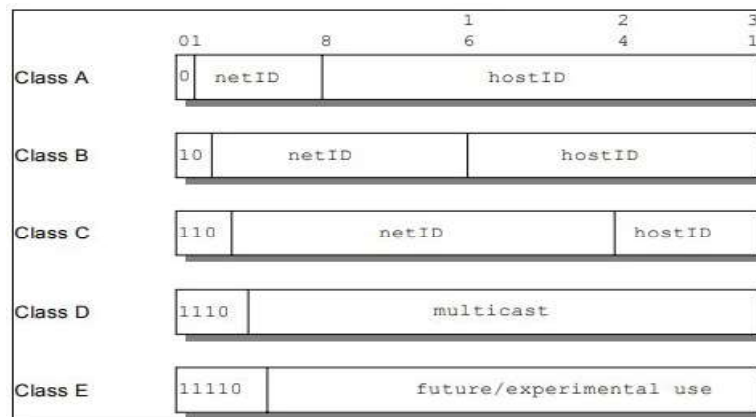 1 2 3
01 8 6 4 1
Class A 0 netID hostID
Class B 10 netID hostID
Class C 110 netID hostID
Class D 1110 multicast
Class E 11110 future/experimental use